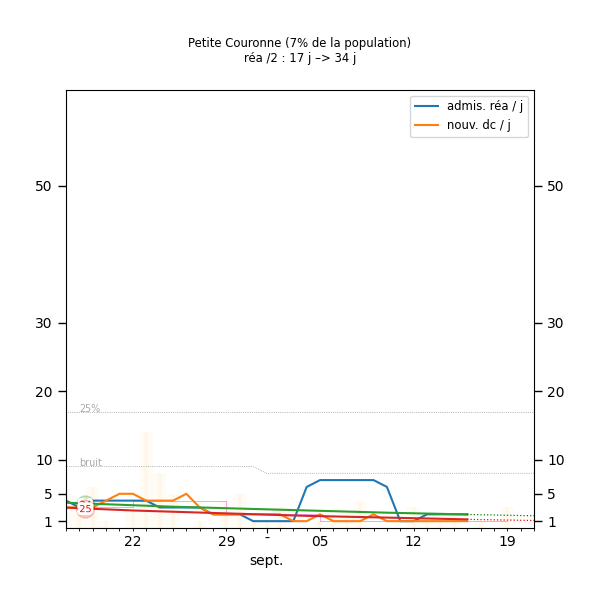 Petite Couronne (7% de la population)
réa /2 : 17 j –> 34 j
admis. réa / j
nouv. dc / j
50 50
30 30
20 20
25%
10 10
bruit
5 5
25
1 1
22 29 - 05 12 19
sept.